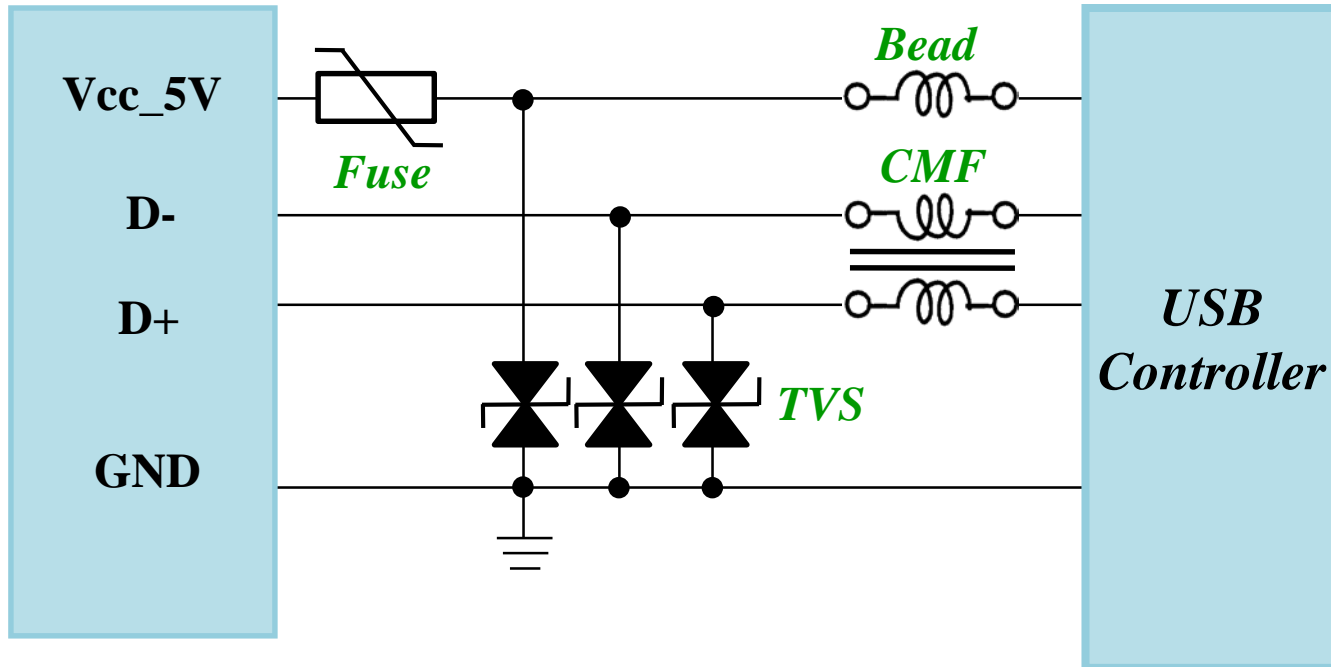 Vcc_5V
D-
D+
GND
Fuse
Bead
CMF
TVS
USB
Controller